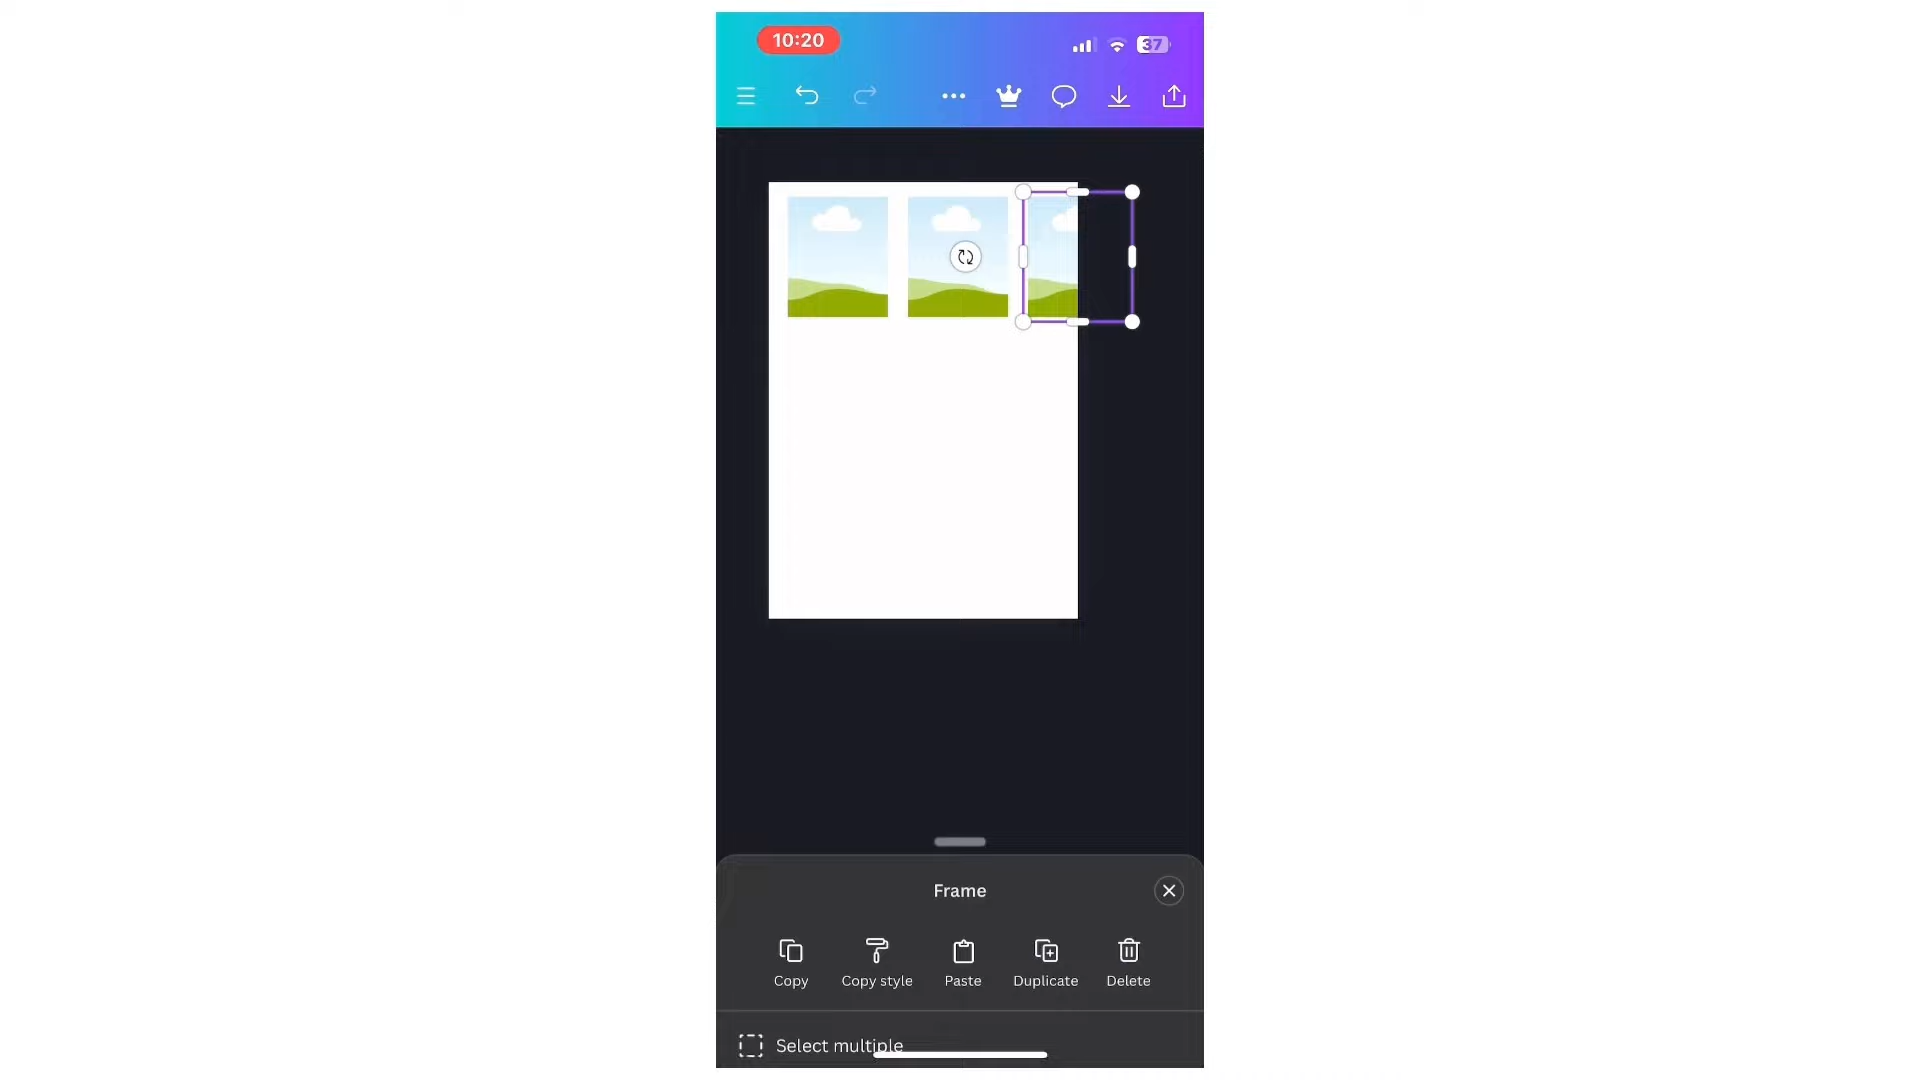 10:20
37
Frame
Copy
Copy style
Paste
Duplicate
Delete
Select multiple